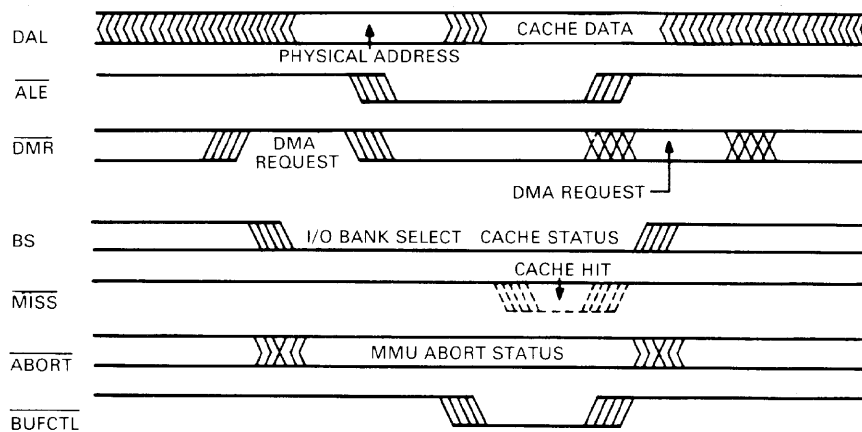 DAL
CACHE DATA
PHYSICAL ADDRESS
ALE
DMR
DMA
REQUEST
DMA REQUEST
BS
I/O BANK SELECT CACHE STATUS
CACHE HIT
MISS
ABORT
MMU ABORT STATUS
BUFCTL